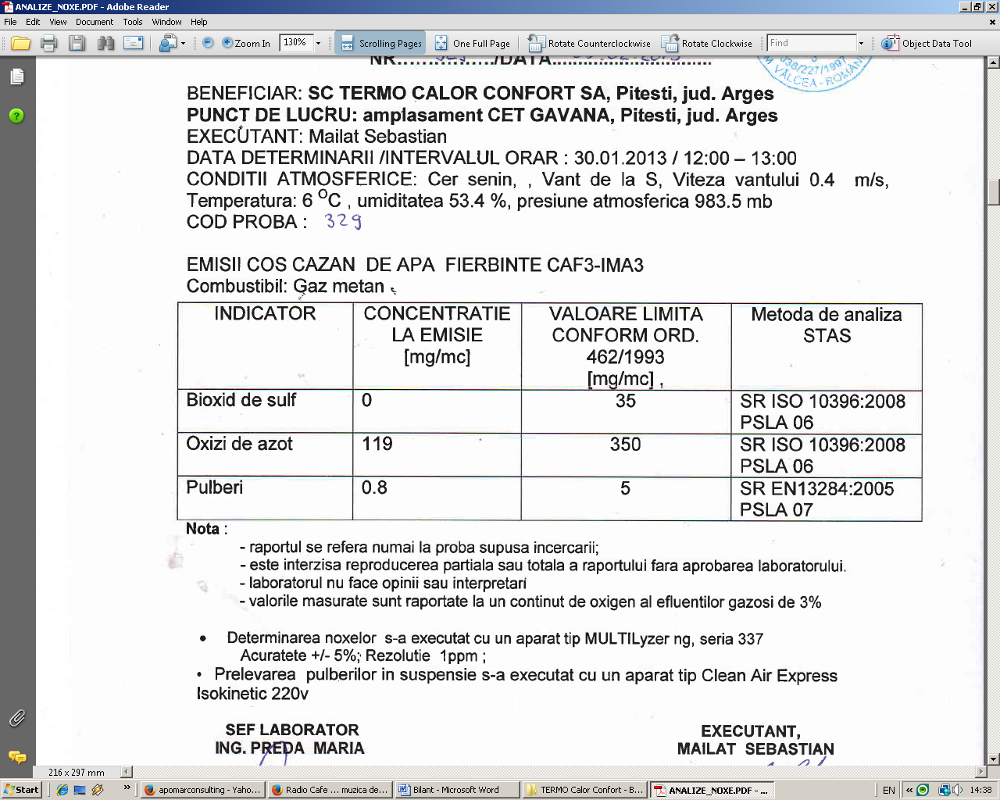 ANALIZE_NOXE.PDF - Adobe Reader
File Edit View Document Tools Window Help
Zoom In 130% Scrolling Pages One Full Page Rotate Counterclockwise Rotate Clockwise Find Object Data Tool
038/227/1997
M VÂLCEA - ROMÂNI
BENEFICIAR: SC TERMO CALOR CONFORT SA, Pitesti, jud. Arges
PUNCT DE LUCRU: amplasament CET GAVANA, Pitesti, jud. Arges
EXECUTANT: Mailat Sebastian
DATA DETERMINARII /INTERVALUL ORAR : 30.01.2013 / 12:00 – 13:00
CONDITII ATMOSFERICE: Cer senin, , Vant de la S, Viteza vantului 0.4 m/s,
Temperatura: 6 °C , umiditatea 53.4 %, presiune atmosferica 983.5 mb
COD PROBA : 329
EMISII COS CAZAN DE APA FIERBINTE CAF3-IMA3
Combustibil: Gaz metan
INDICATOR CONCENTRATIE VALOARE LIMITA Metoda de analiza
LA EMISIE CONFORM ORD. STAS
[mg/mc] 462/1993
[mg/mc] ,
Bioxid de sulf 0 35 SR ISO 10396:2008
PSLA 06
Oxizi de azot 119 350 SR ISO 10396:2008
PSLA 06
Pulberi 0.8 5 SR EN13284:2005
PSLA 07
Nota :
- raportul se refera numai la proba supusa incercarii;
- este interzisa reproducerea partiala sau totala a raportului fara aprobarea laboratorului.
- laboratorul nu face opinii sau interpretari
- valorile masurate sunt raportate la un continut de oxigen al efluentilor gazosi de 3%
• Determinarea noxelor s-a executat cu un aparat tip MULTILyzer ng, seria 337
Acuratete +/- 5%; Rezolutie 1ppm ;
• Prelevarea pulberilor in suspensie s-a executat cu un aparat tip Clean Air Express
Isokinetic 220v
SEF LABORATOR EXECUTANT,
ING. PREDA MARIA MAILAT SEBASTIAN
216 x 297 mm
Start apomarconsulting - Yaho... Radio Cafe ... muzica de... Bilant - Microsoft Word TERMO Calor Confort - B... ANALIZE_NOXE.PDF - ... EN 14:38